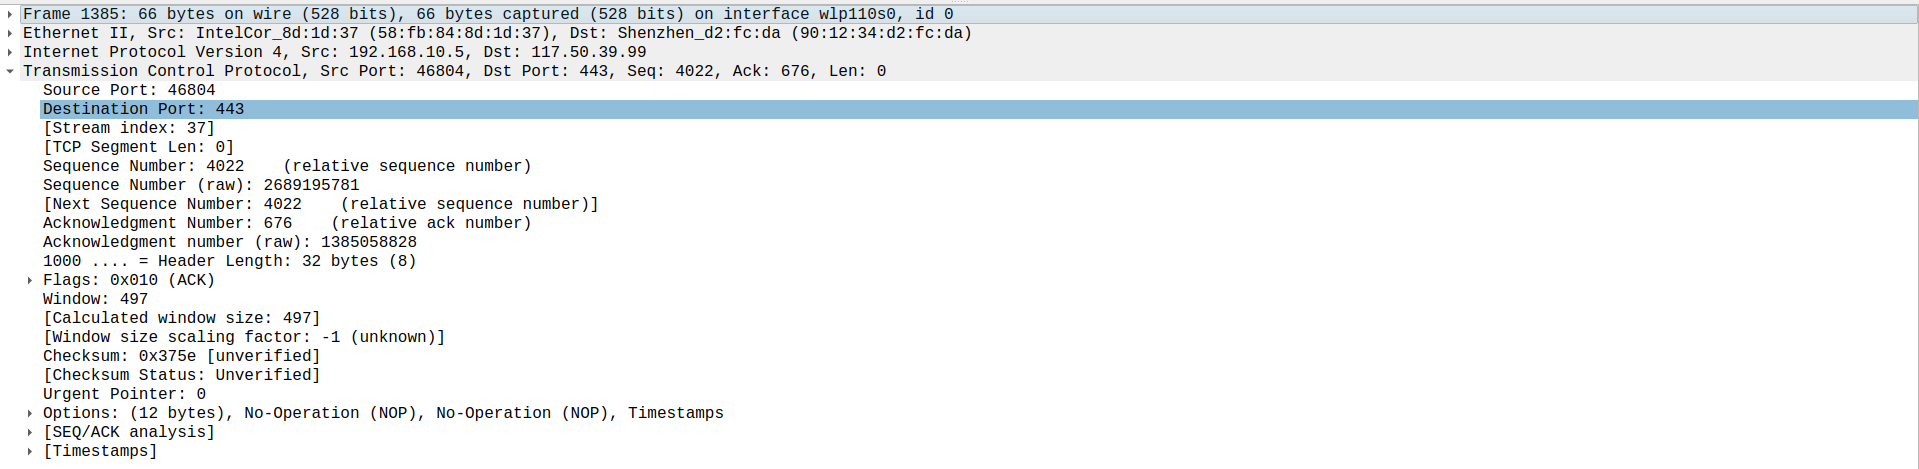 Frame 1385: 66 bytes on wire (528 bits), 66 bytes captured (528 bits) on interface wlp110s0, id 0
Ethernet II, Src: IntelCor_8d:1d:37 (58:fb:84:8d:1d:37), Dst: Shenzhen_d2:fc:da (90:12:34:d2:fc:da)
Internet Protocol Version 4, Src: 192.168.10.5, Dst: 117.50.39.99
Transmission Control Protocol, Src Port: 46804, Dst Port: 443, Seq: 4022, Ack: 676, Len: 0
Source Port: 46804
Destination Port: 443
[Stream index: 37]
[TCP Segment Len: 0]
Sequence Number: 4022    (relative sequence number)
Sequence Number (raw): 2689195781
[Next Sequence Number: 4022    (relative sequence number)]
Acknowledgment Number: 676    (relative ack number)
Acknowledgment number (raw): 1385058828
1000 .... = Header Length: 32 bytes (8)
Flags: 0x010 (ACK)
Window: 497
[Calculated window size: 497]
[Window size scaling factor: -1 (unknown)]
Checksum: 0x375e [unverified]
[Checksum Status: Unverified]
Urgent Pointer: 0
Options: (12 bytes), No-Operation (NOP), No-Operation (NOP), Timestamps
[SEQ/ACK analysis]
[Timestamps]